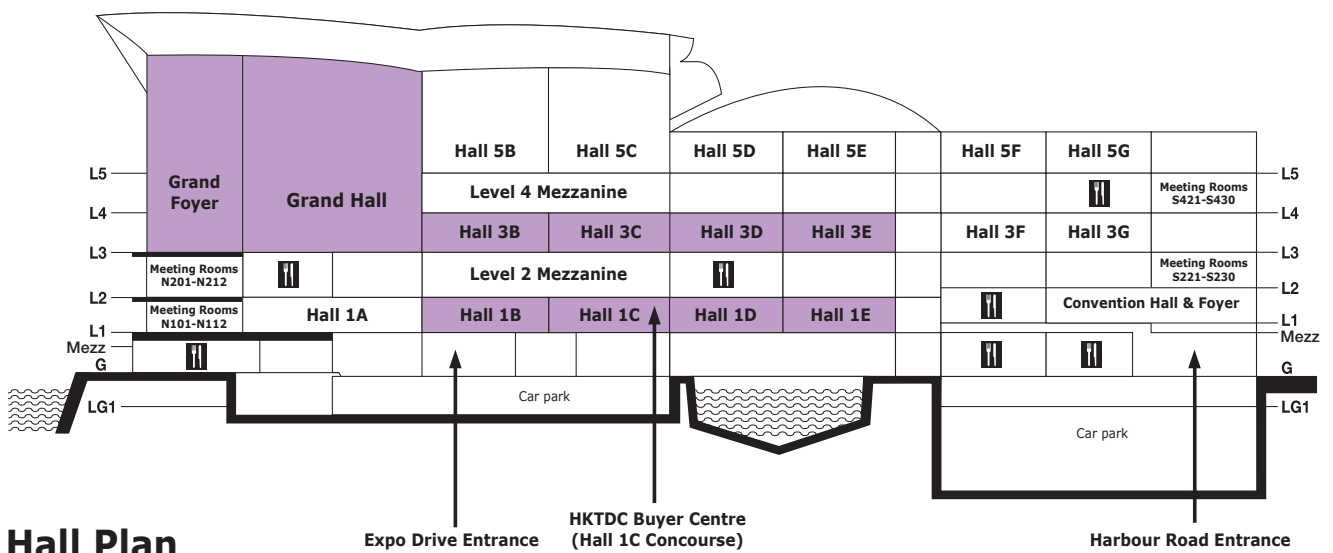 Hall 5B
Hall 5C
Hall 5D
Hall 5E
Hall 5F
Hall 5G
L5
L5
Grand
Foyer
Grand Hall
Level 4 Mezzanine
Meeting Rooms
S421-S430
L4
L4
Hall 3B
Hall 3C
Hall 3D
Hall 3E
Hall 3F
Hall 3G
L3
L3
Meeting Rooms
N201-N212
Level 2 Mezzanine
Meeting Rooms
S221-S230
L2
L2
Meeting Rooms
N101-N112
Hall 1A
Hall 1B
Hall 1C
Hall 1D
Hall 1E
Convention Hall & Foyer
L1
L1
Mezz
Mezz
G
G
Car park
LG1
LG1
Car park
Hall Plan
Expo Drive Entrance
HKTDC Buyer Centre
(Hall 1C Concourse)
Harbour Road Entrance